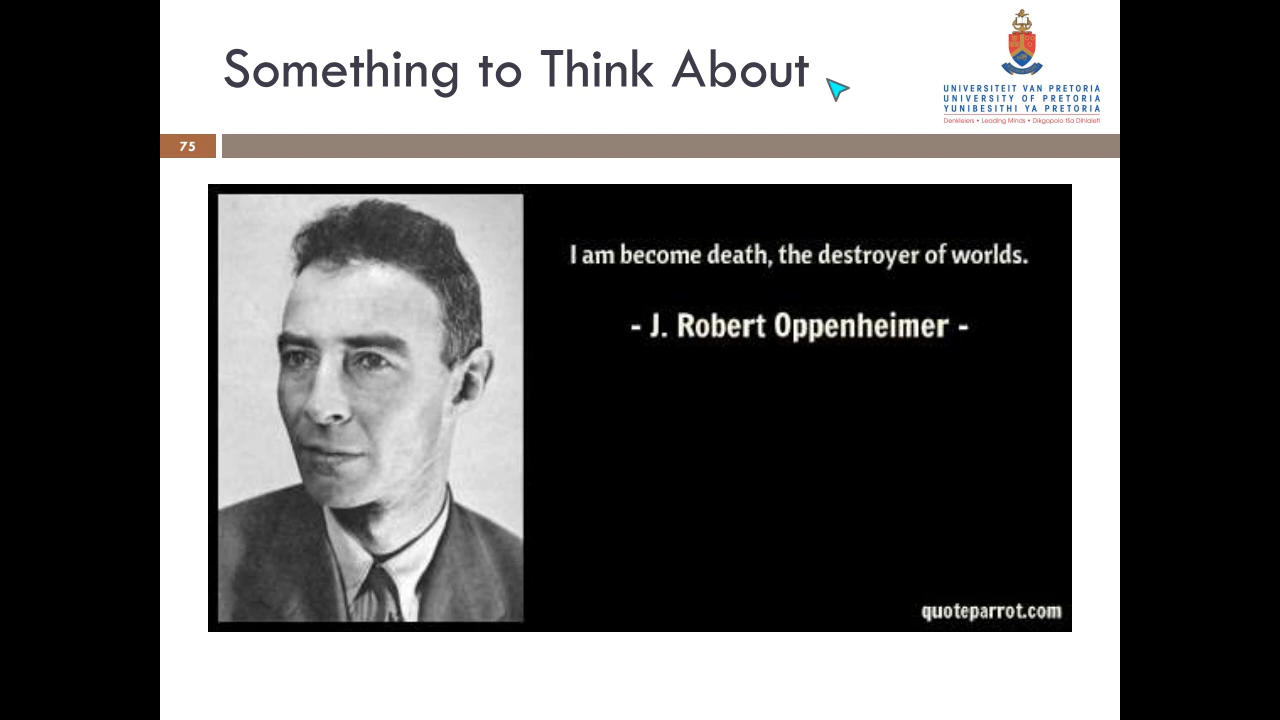 Something to Think About
UNIVERSITEIT VAN PRETORIA
UNIVERSITY OF PRETORIA
YUNIBESITHI YA PRETORIA
Denkleiers • Leading Minds • Dikgopolo tša Dihlalefi
75
I am become death, the destroyer of worlds.
- J. Robert Oppenheimer -
quoteparrot.com